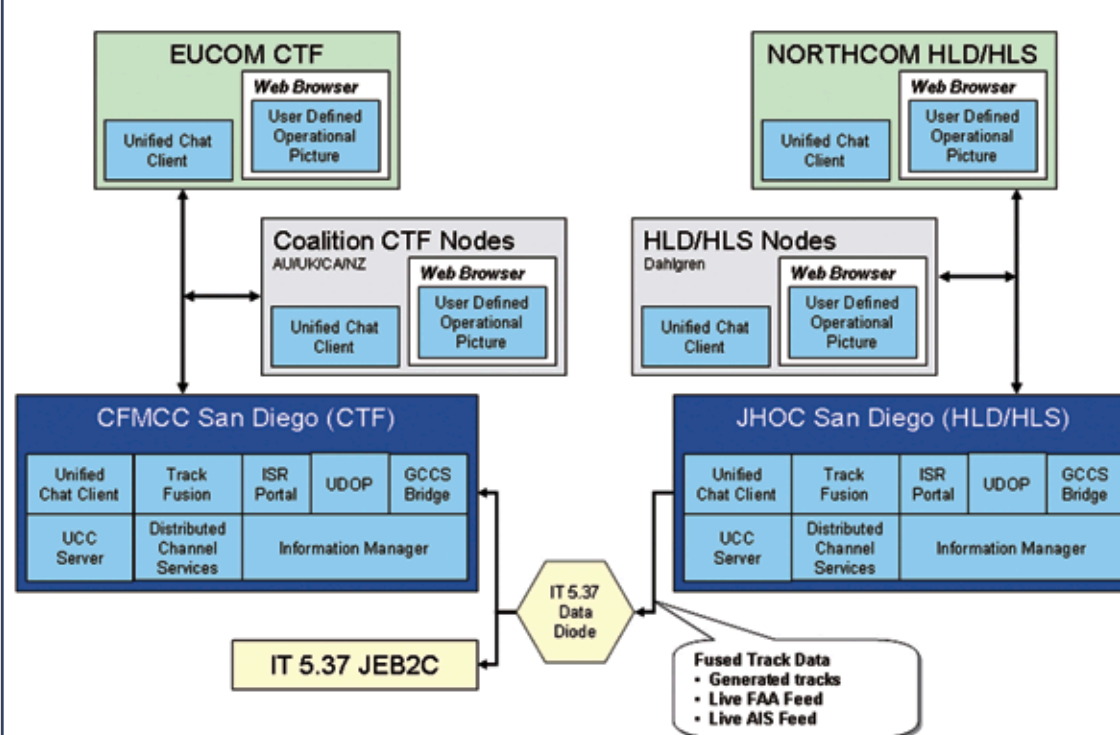 EUCOM CTF
Web Browser
User Defined
Operational
Picture
Unified Chat
Client
NORTHCOM HLD/HLS
Web Browser
User Defined
Operational
Picture
Unified Chat
Client
Coalition CTF Nodes
AU/UK/CA/NZ
Web Browser
User Defined
Operational
Picture
Unified Chat
Client
HLD/HLS Nodes
Dahlgren
Web Browser
User Defined
Operational
Picture
Unified Chat
Client
CFMCC San Diego (CTF)
Unified
Chat Client
Track
Fusion
ISR
Portal
UDOP
GCCS
Bridge
UCC
Server
Distributed
Channel
Services
Information Manager
JHOC San Diego (HLD/HLS)
Unified
Chat Client
Track
Fusion
ISR
Portal
UDOP
GCCS
Bridge
UCC
Server
Distributed
Channel
Services
Information Manager
IT 5.37
Data
Diode
IT 5.37 JEB2C
Fused Track Data
• Generated tracks
• Live FAA Feed
• Live AIS Feed